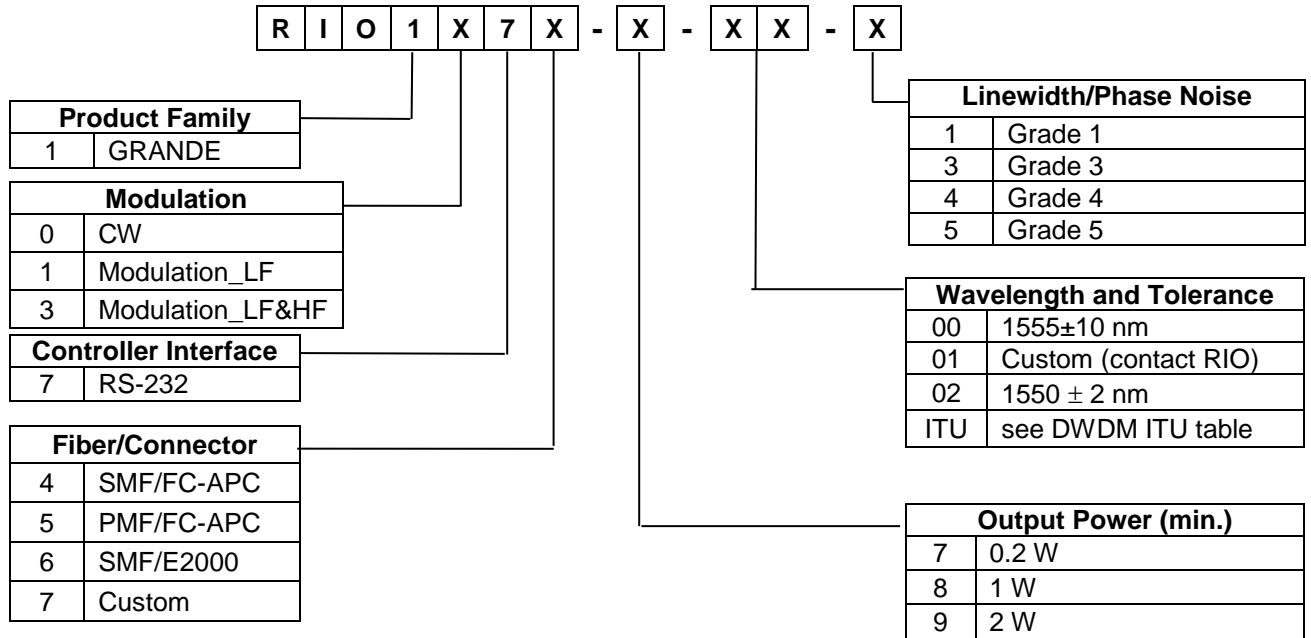 R I O 1 X 7 X - X - X X - X
Product Family
1 GRANDE
Modulation
0 CW
1 Modulation_LF
3 Modulation_LF&HF
Controller Interface
7 RS-232
Fiber/Connector
4 SMF/FC-APC
5 PMF/FC-APC
6 SMF/E2000
7 Custom
Linewidth/Phase Noise
1 Grade 1
3 Grade 3
4 Grade 4
5 Grade 5
Wavelength and Tolerance
00 1555±10 nm
01 Custom (contact RIO)
02 1550 ± 2 nm
ITU see DWDM ITU table
Output Power (min.)
7 0.2 W
8 1 W
9 2 W